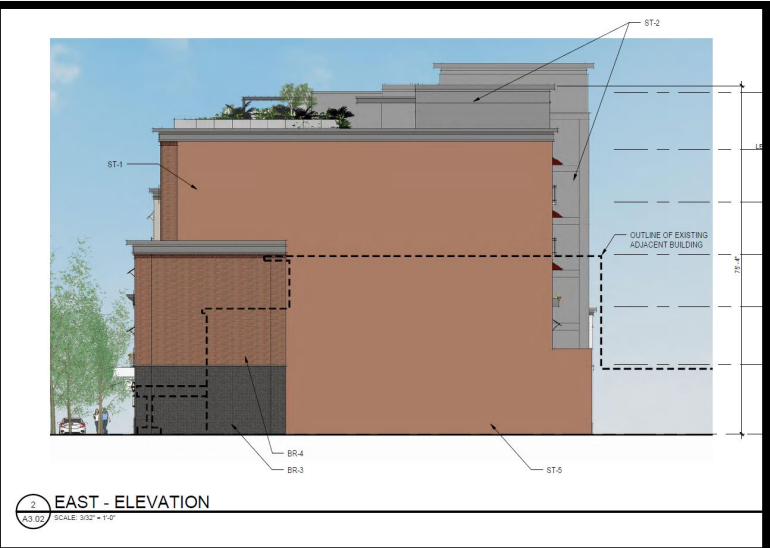 ST-2
ST-1
LE
OUTLINE OF EXISTING
ADJACENT BUILDING
75'-4"
BR-4
BR-3
ST-5
2
A3.02
EAST - ELEVATION
SCALE: 3/32" = 1'-0"